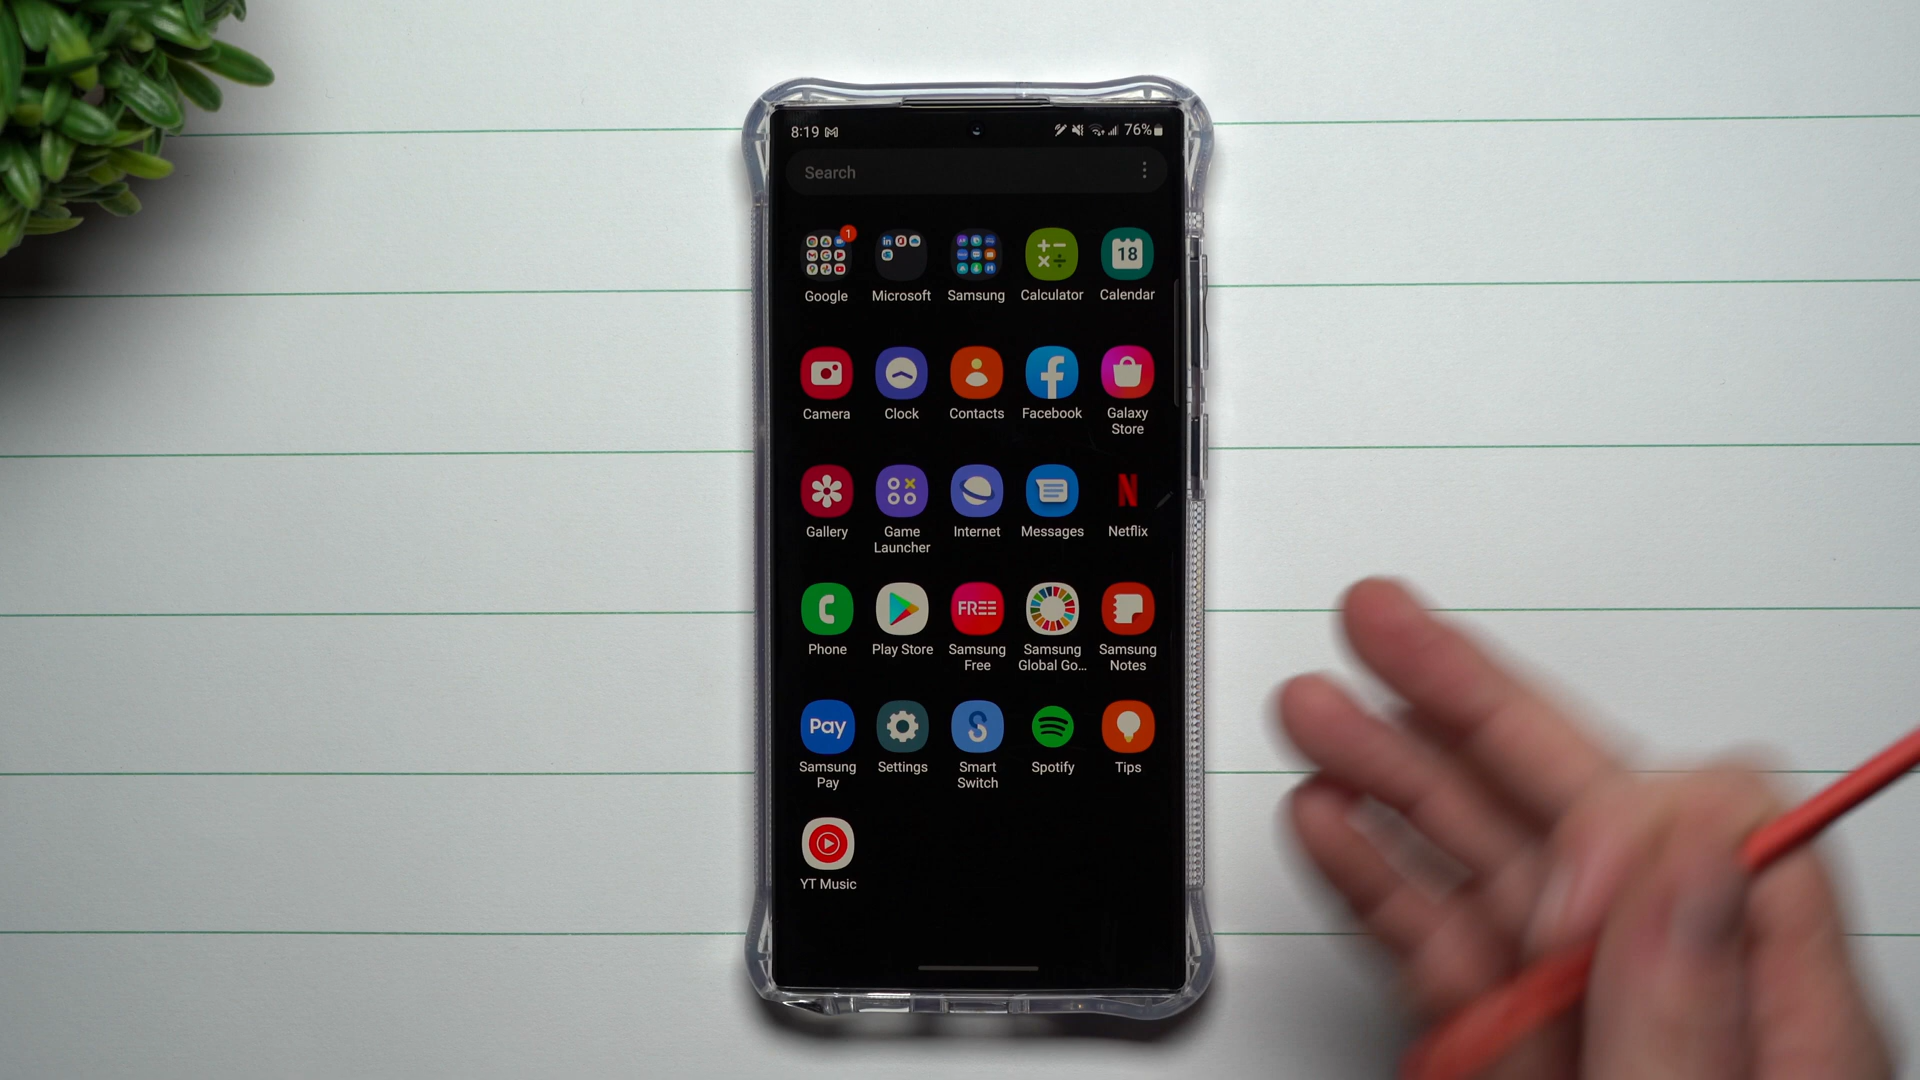 8:19 76%
Search
1
18
Google Microsoft Samsung Calculator Calendar
Camera Clock Contacts Facebook Galaxy Store
N
Gallery Game Launcher Internet Messages Netflix
FREE
Phone Play Store Samsung Free Samsung Global Go... Samsung Notes
Pay
Samsung Pay Settings Smart Switch Spotify Tips
YT Music